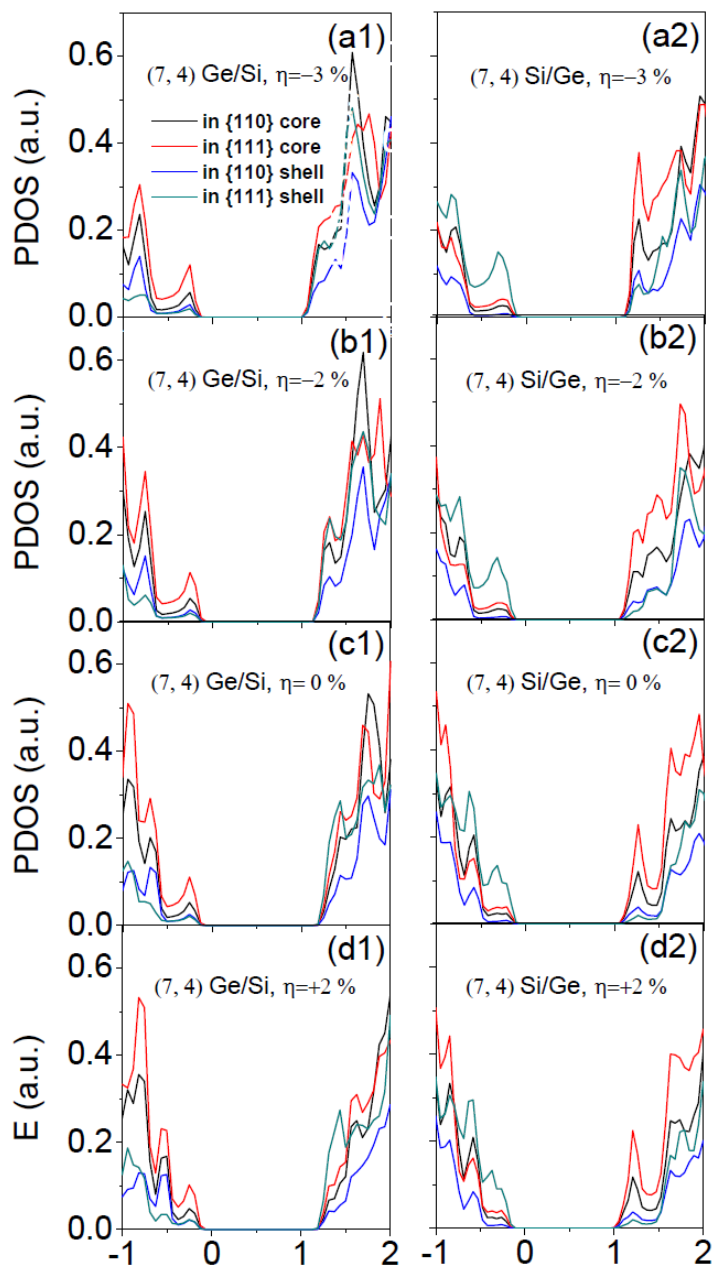 (a1)
(7, 4) Ge/Si, η=−3 %
in {110} core
in {111} core
in {110} shell
in {111} shell
0.6
0.4
0.2
0.0
PDOS (a.u.)
(a2)
(7, 4) Si/Ge, η=−3 %
(b1)
(7, 4) Ge/Si, η=−2 %
0.6
0.4
0.2
0.0
PDOS (a.u.)
(b2)
(7, 4) Si/Ge, η=−2 %
(c1)
(7, 4) Ge/Si, η= 0 %
0.6
0.4
0.2
0.0
PDOS (a.u.)
(c2)
(7, 4) Si/Ge, η= 0 %
(d1)
(7, 4) Ge/Si, η=+2 %
0.6
0.4
0.2
0.0
E (a.u.)
(d2)
(7, 4) Si/Ge, η=+2 %
-1 0 1 2
-1 0 1 2